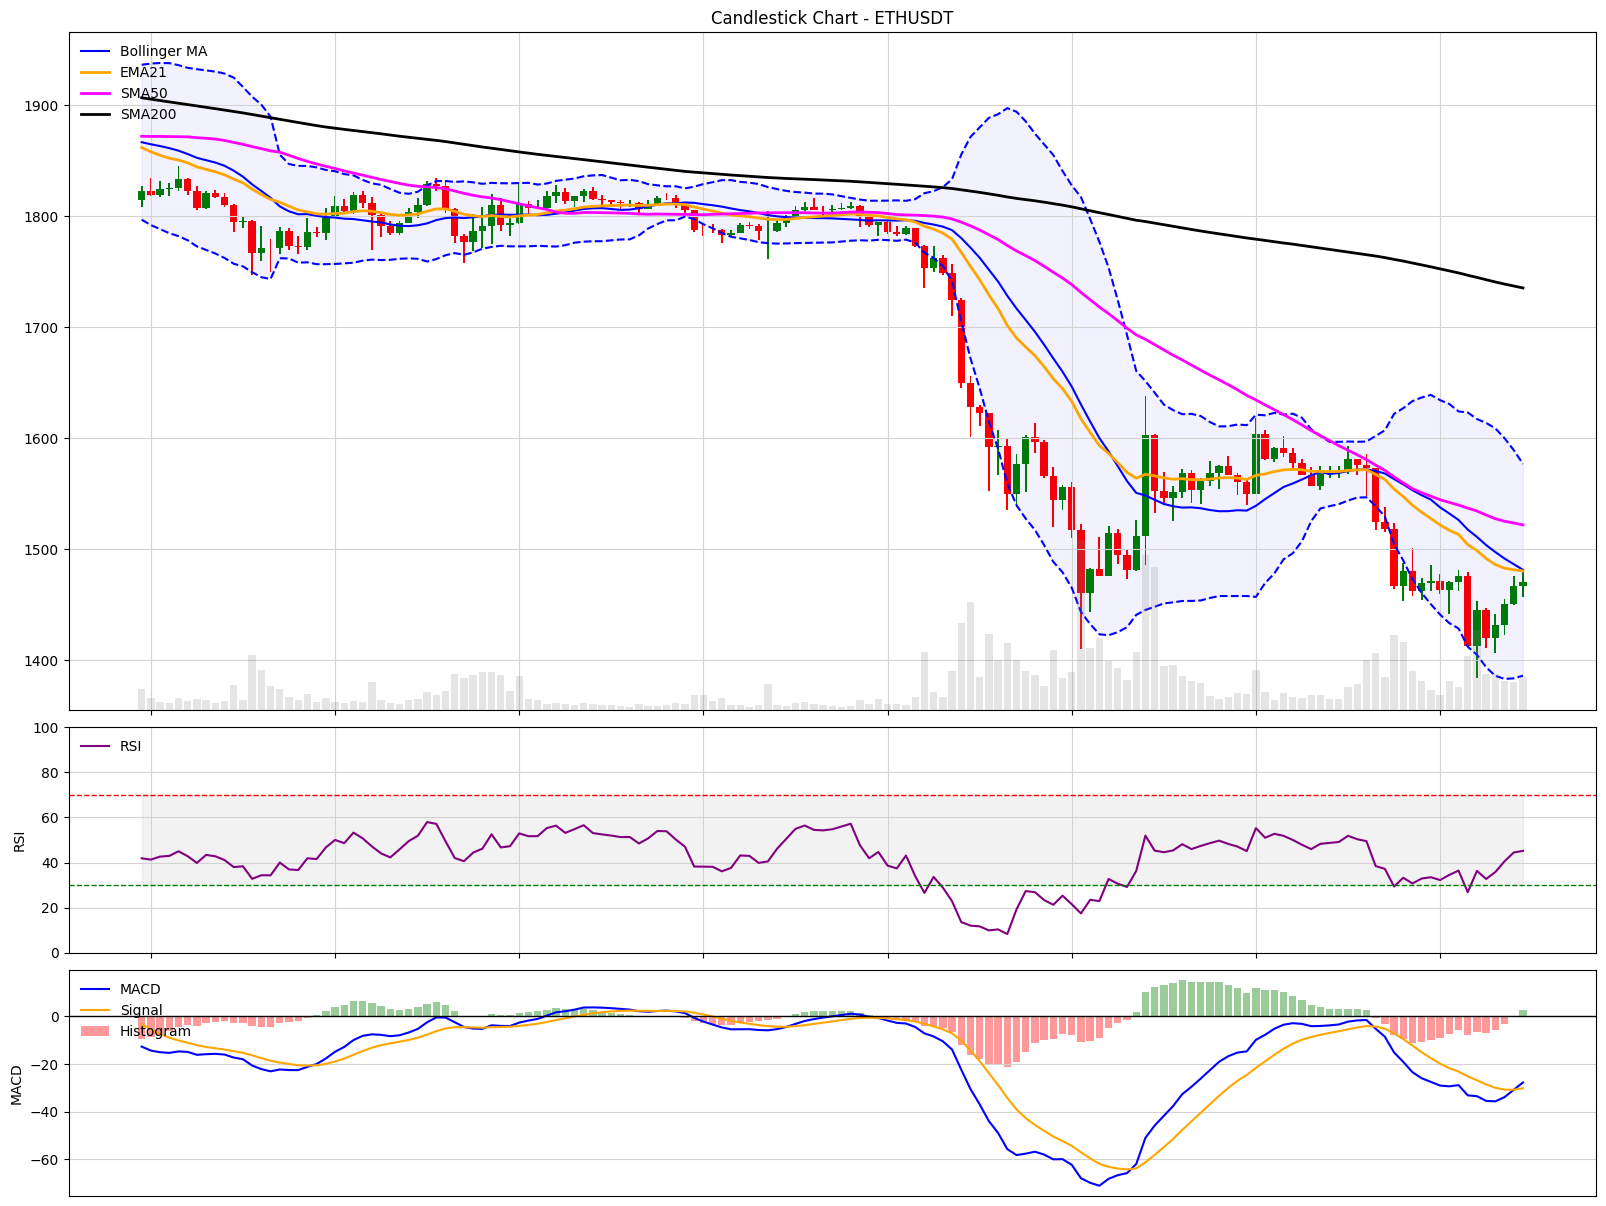 Candlestick Chart - ETHUSDT
Bollinger MA
EMA21
SMA50
SMA200
1900
1800
1700
1600
1500
1400
RSI
100
80
60
40
20
0
RSI
MACD
Signal
Histogram
0
−20
−40
−60
MACD